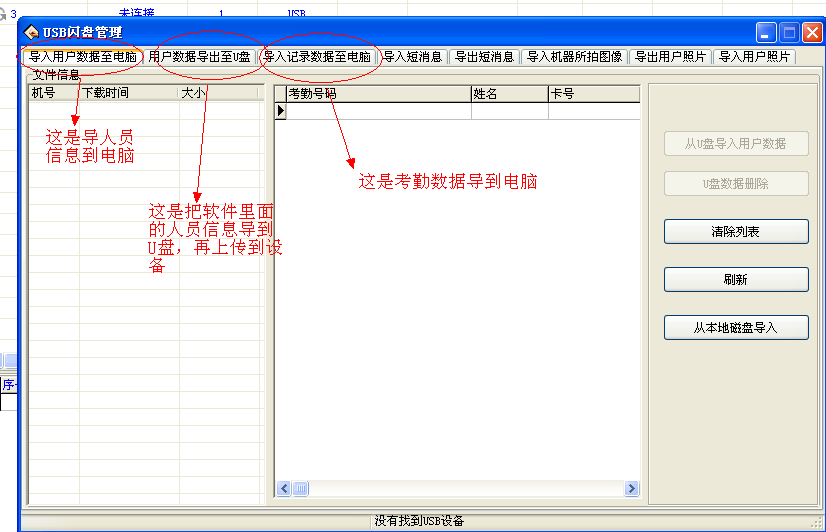 3 未连接 1 USB
USB闪盘管理
导入用户数据至电脑 用户数据导出至U盘 导入记录数据至电脑 导入短消息 导出短消息 导入机器所拍图像 导出用户照片 导入用户照片
文件信息
机号 下载时间 大小
考勤号码 姓名 卡号
这是导人员
信息到电脑
这是把软件里面
的人员信息导到
U盘，再上传到设
备
这是考勤数据导到电脑
从U盘导入用户数据
U盘数据删除
清除列表
刷新
从本地磁盘导入
序
没有找到USB设备